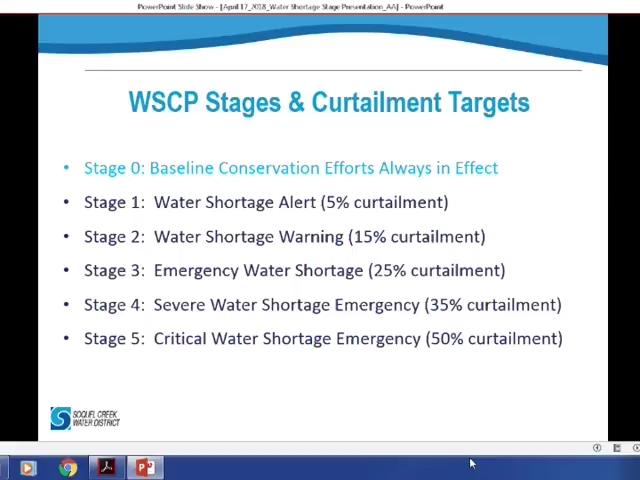 PowerPoint Slide Show - [April 17_2018_Water Shortage Stage Presentation_AA] - PowerPoint
WSCP Stages & Curtailment Targets
• Stage 0: Baseline Conservation Efforts Always in Effect
• Stage 1: Water Shortage Alert (5% curtailment)
• Stage 2: Water Shortage Warning (15% curtailment)
• Stage 3: Emergency Water Shortage (25% curtailment)
• Stage 4: Severe Water Shortage Emergency (35% curtailment)
• Stage 5: Critical Water Shortage Emergency (50% curtailment)
SOQUEL CREEK
WATER DISTRICT